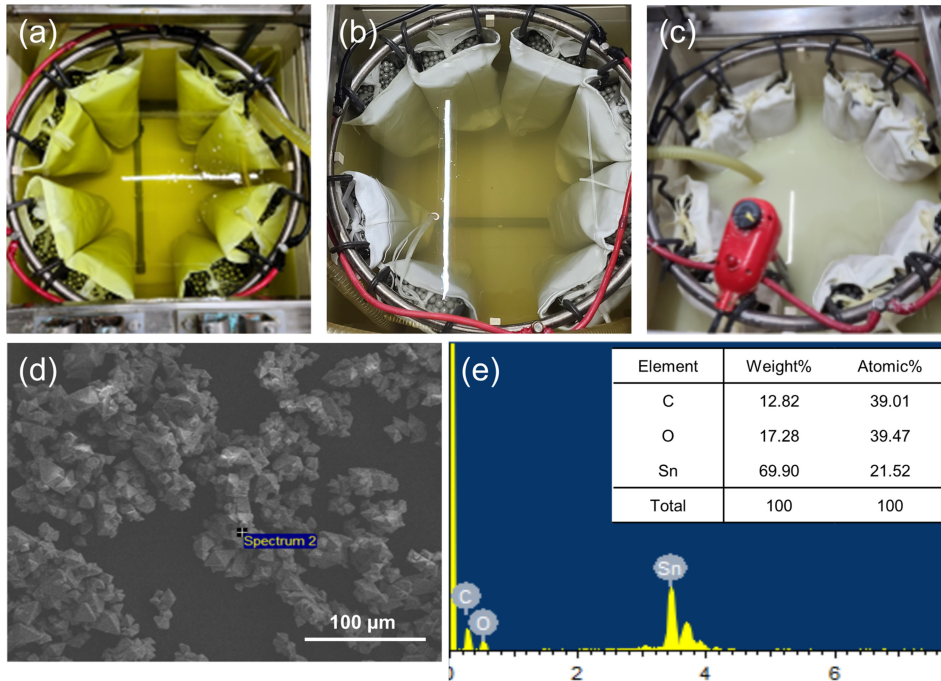 (a)
(b)
(c)
(d)
Spectrum 2
100 µm
(e)
Element Weight% Atomic%
C 12.82 39.01
O 17.28 39.47
Sn 69.90 21.52
Total 100 100
Sn
C
O
0 2 4 6